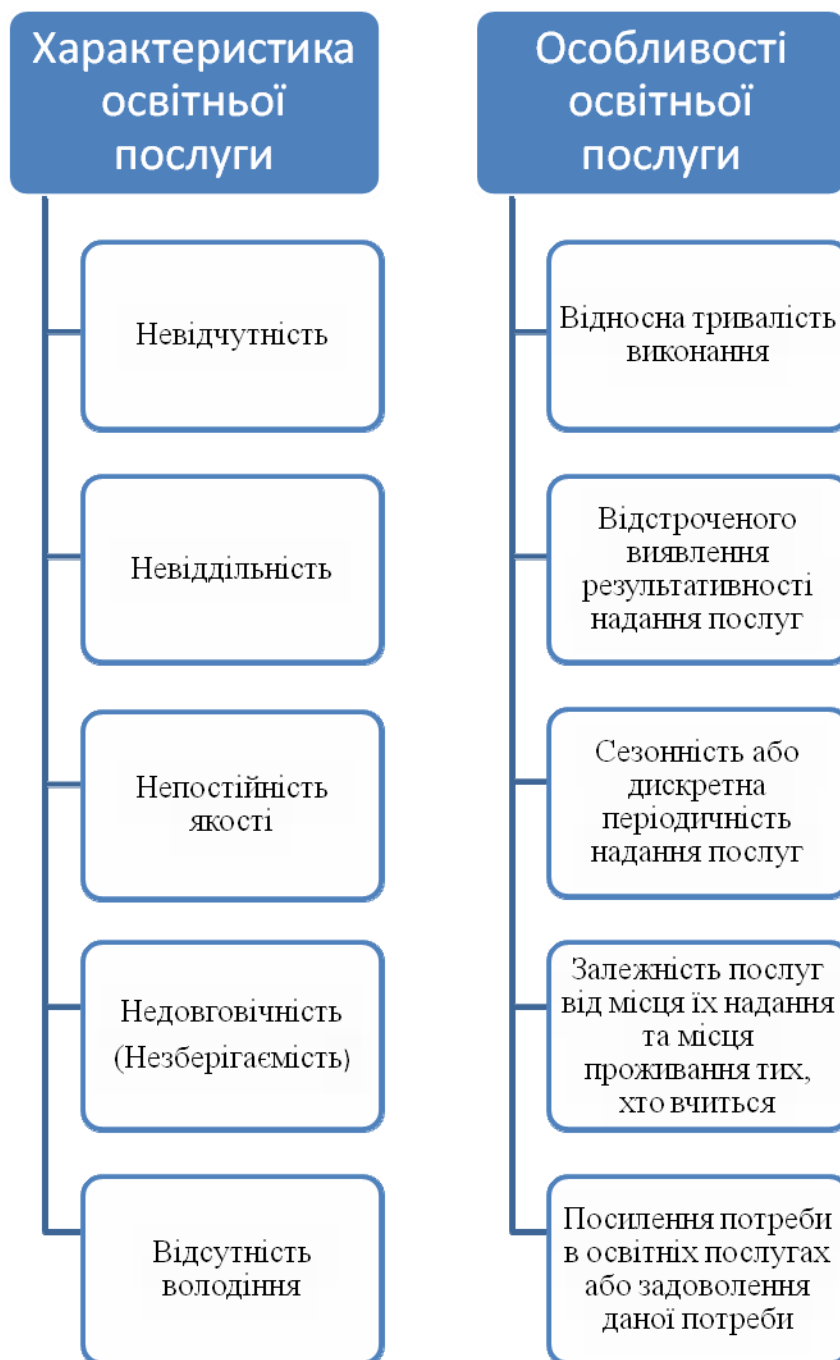 Характеристика
освітньої
послуги
Невідчутність
Невіддільність
Непостійність
якості
Недовговічність
(Незберігаємість)
Відсутність
володіння
Особливості
освітньої
послуги
Відносна тривалість
виконання
Відстроченого
виявлення
результативності
надання послуг
Сезонність або
дискретна
періодичність
надання послуг
Залежність послуг
від місця їх надання
та місця
проживання тих,
хто вчиться
Посилення потреби
в освітніх послугах
або задоволення
даної потреби